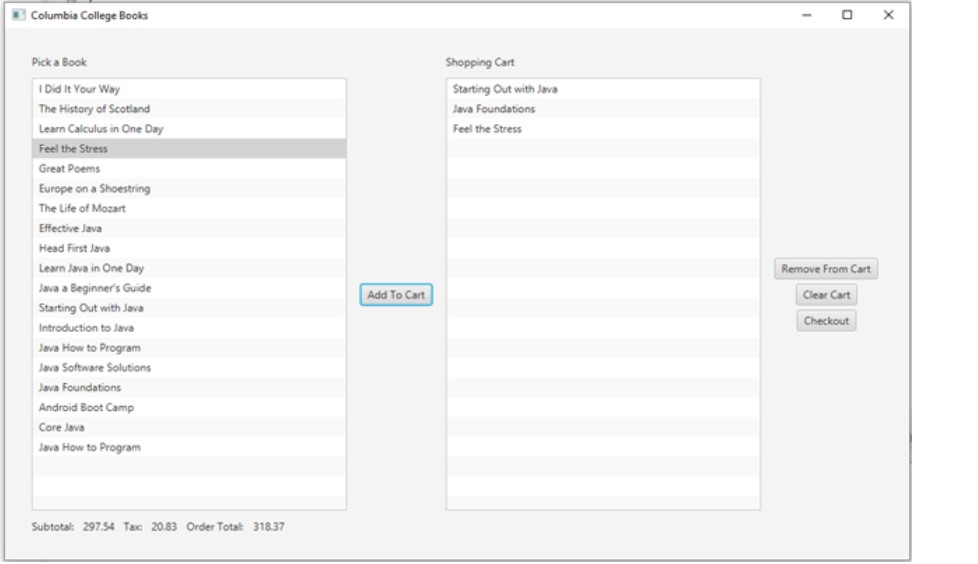 Columbia College Books
Pick a Book
I Did It Your Way
The History of Scotland
Learn Calculus in One Day
Feel the Stress
Great Poems
Europe on a Shoestring
The Life of Mozart
Effective Java
Head First Java
Learn Java in One Day
Java a Beginner's Guide
Starting Out with Java
Introduction to Java
Java How to Program
Java Software Solutions
Java Foundations
Android Boot Camp
Core Java
Java How to Program
Add To Cart
Shopping Cart
Starting Out with Java
Java Foundations
Feel the Stress
Remove From Cart
Clear Cart
Checkout
Subtotal: 297.54 Tax: 20.83 Order Total: 318.37